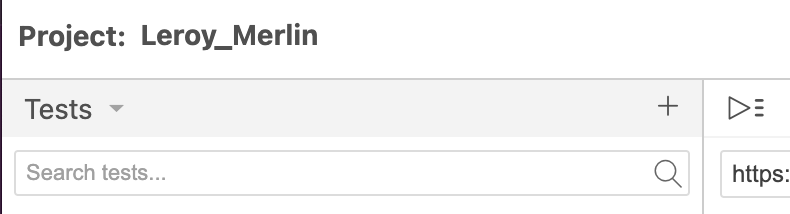 Project: Leroy_Merlin
Tests
Search tests...
https: